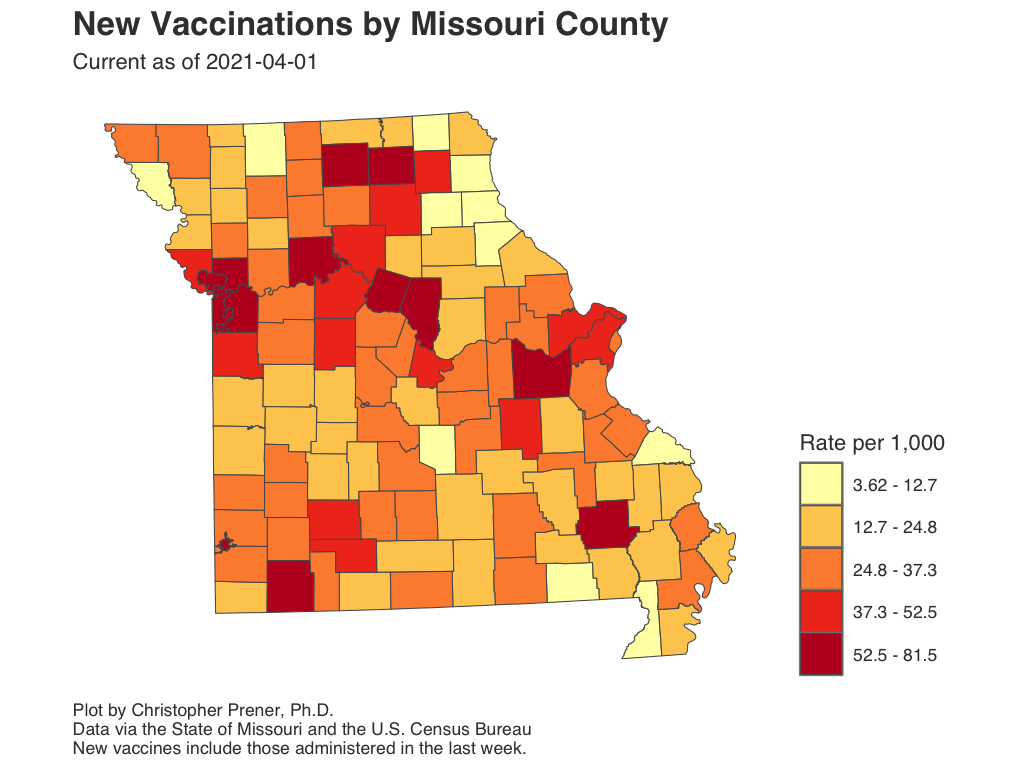 New Vaccinations by Missouri County
Current as of 2021-04-01
Rate per 1,000
3.62 - 12.7
12.7 - 24.8
24.8 - 37.3
37.3 - 52.5
52.5 - 81.5
Plot by Christopher Prener, Ph.D.
Data via the State of Missouri and the U.S. Census Bureau
New vaccines include those administered in the last week.